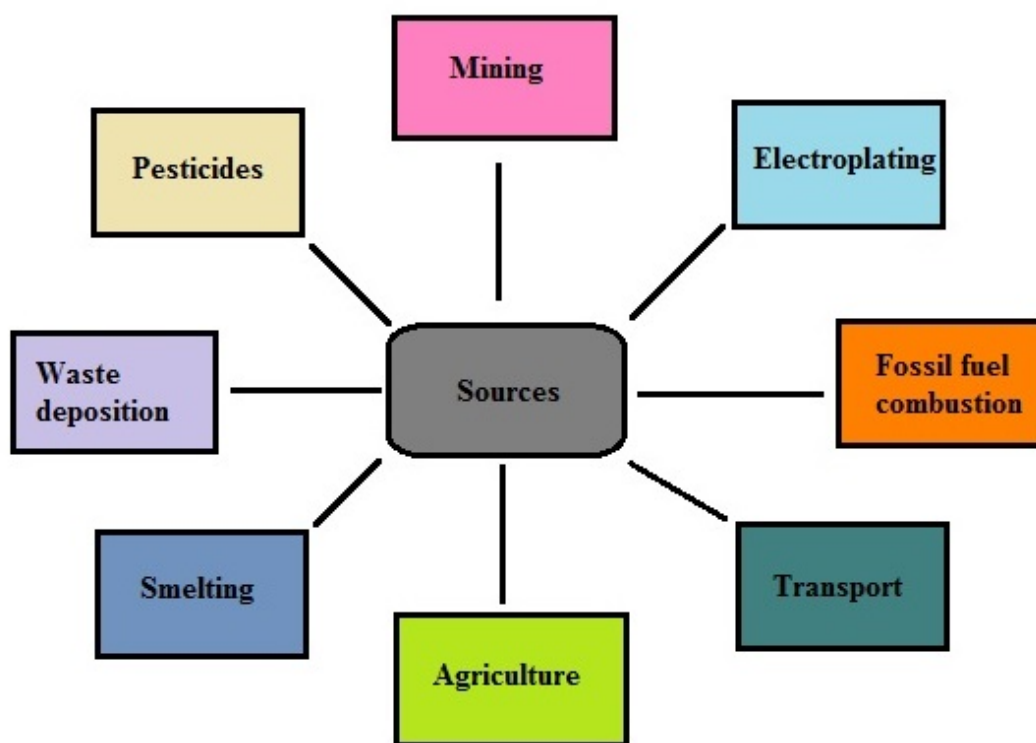 Mining
Pesticides
Electroplating
Waste
deposition
Sources
Fossil fuel
combustion
Smelting
Transport
Agriculture